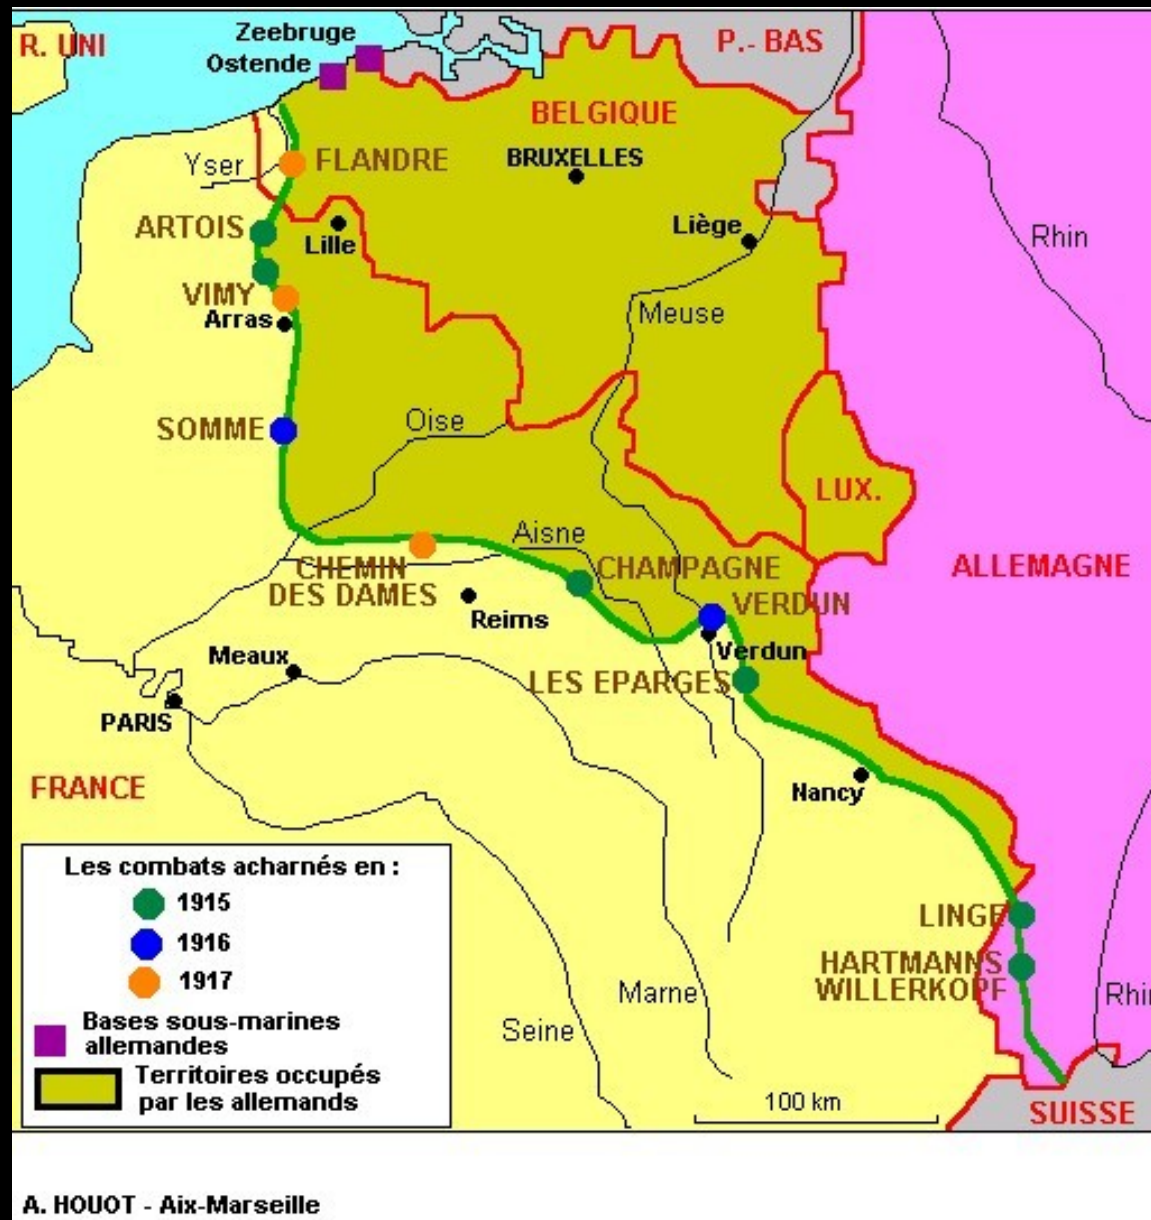 R. UNI
Zeebruge
Ostende
P.- BAS
BELGIQUE
BRUXELLES
Yser
FLANDRE
ARTOIS
Lille
Liège
Rhin
VIMY
Arras
Meuse
SOMME
Oise
LUX.
Aisne
CHEMIN
DES DAMES
CHAMPAGNE
ALLEMAGNE
VERDUN
Reims
Verdun
Meaux
LES EPARGES
PARIS
FRANCE
Nancy
LINGE
HARTMANNS
WILLERKOPF
Marne
Seine
Rhin
Les combats acharnés en :
1915
1916
1917
Bases sous-marines
allemandes
Territoires occupés
par les allemands
100 km
SUISSE
A. HOUOT - Aix-Marseille